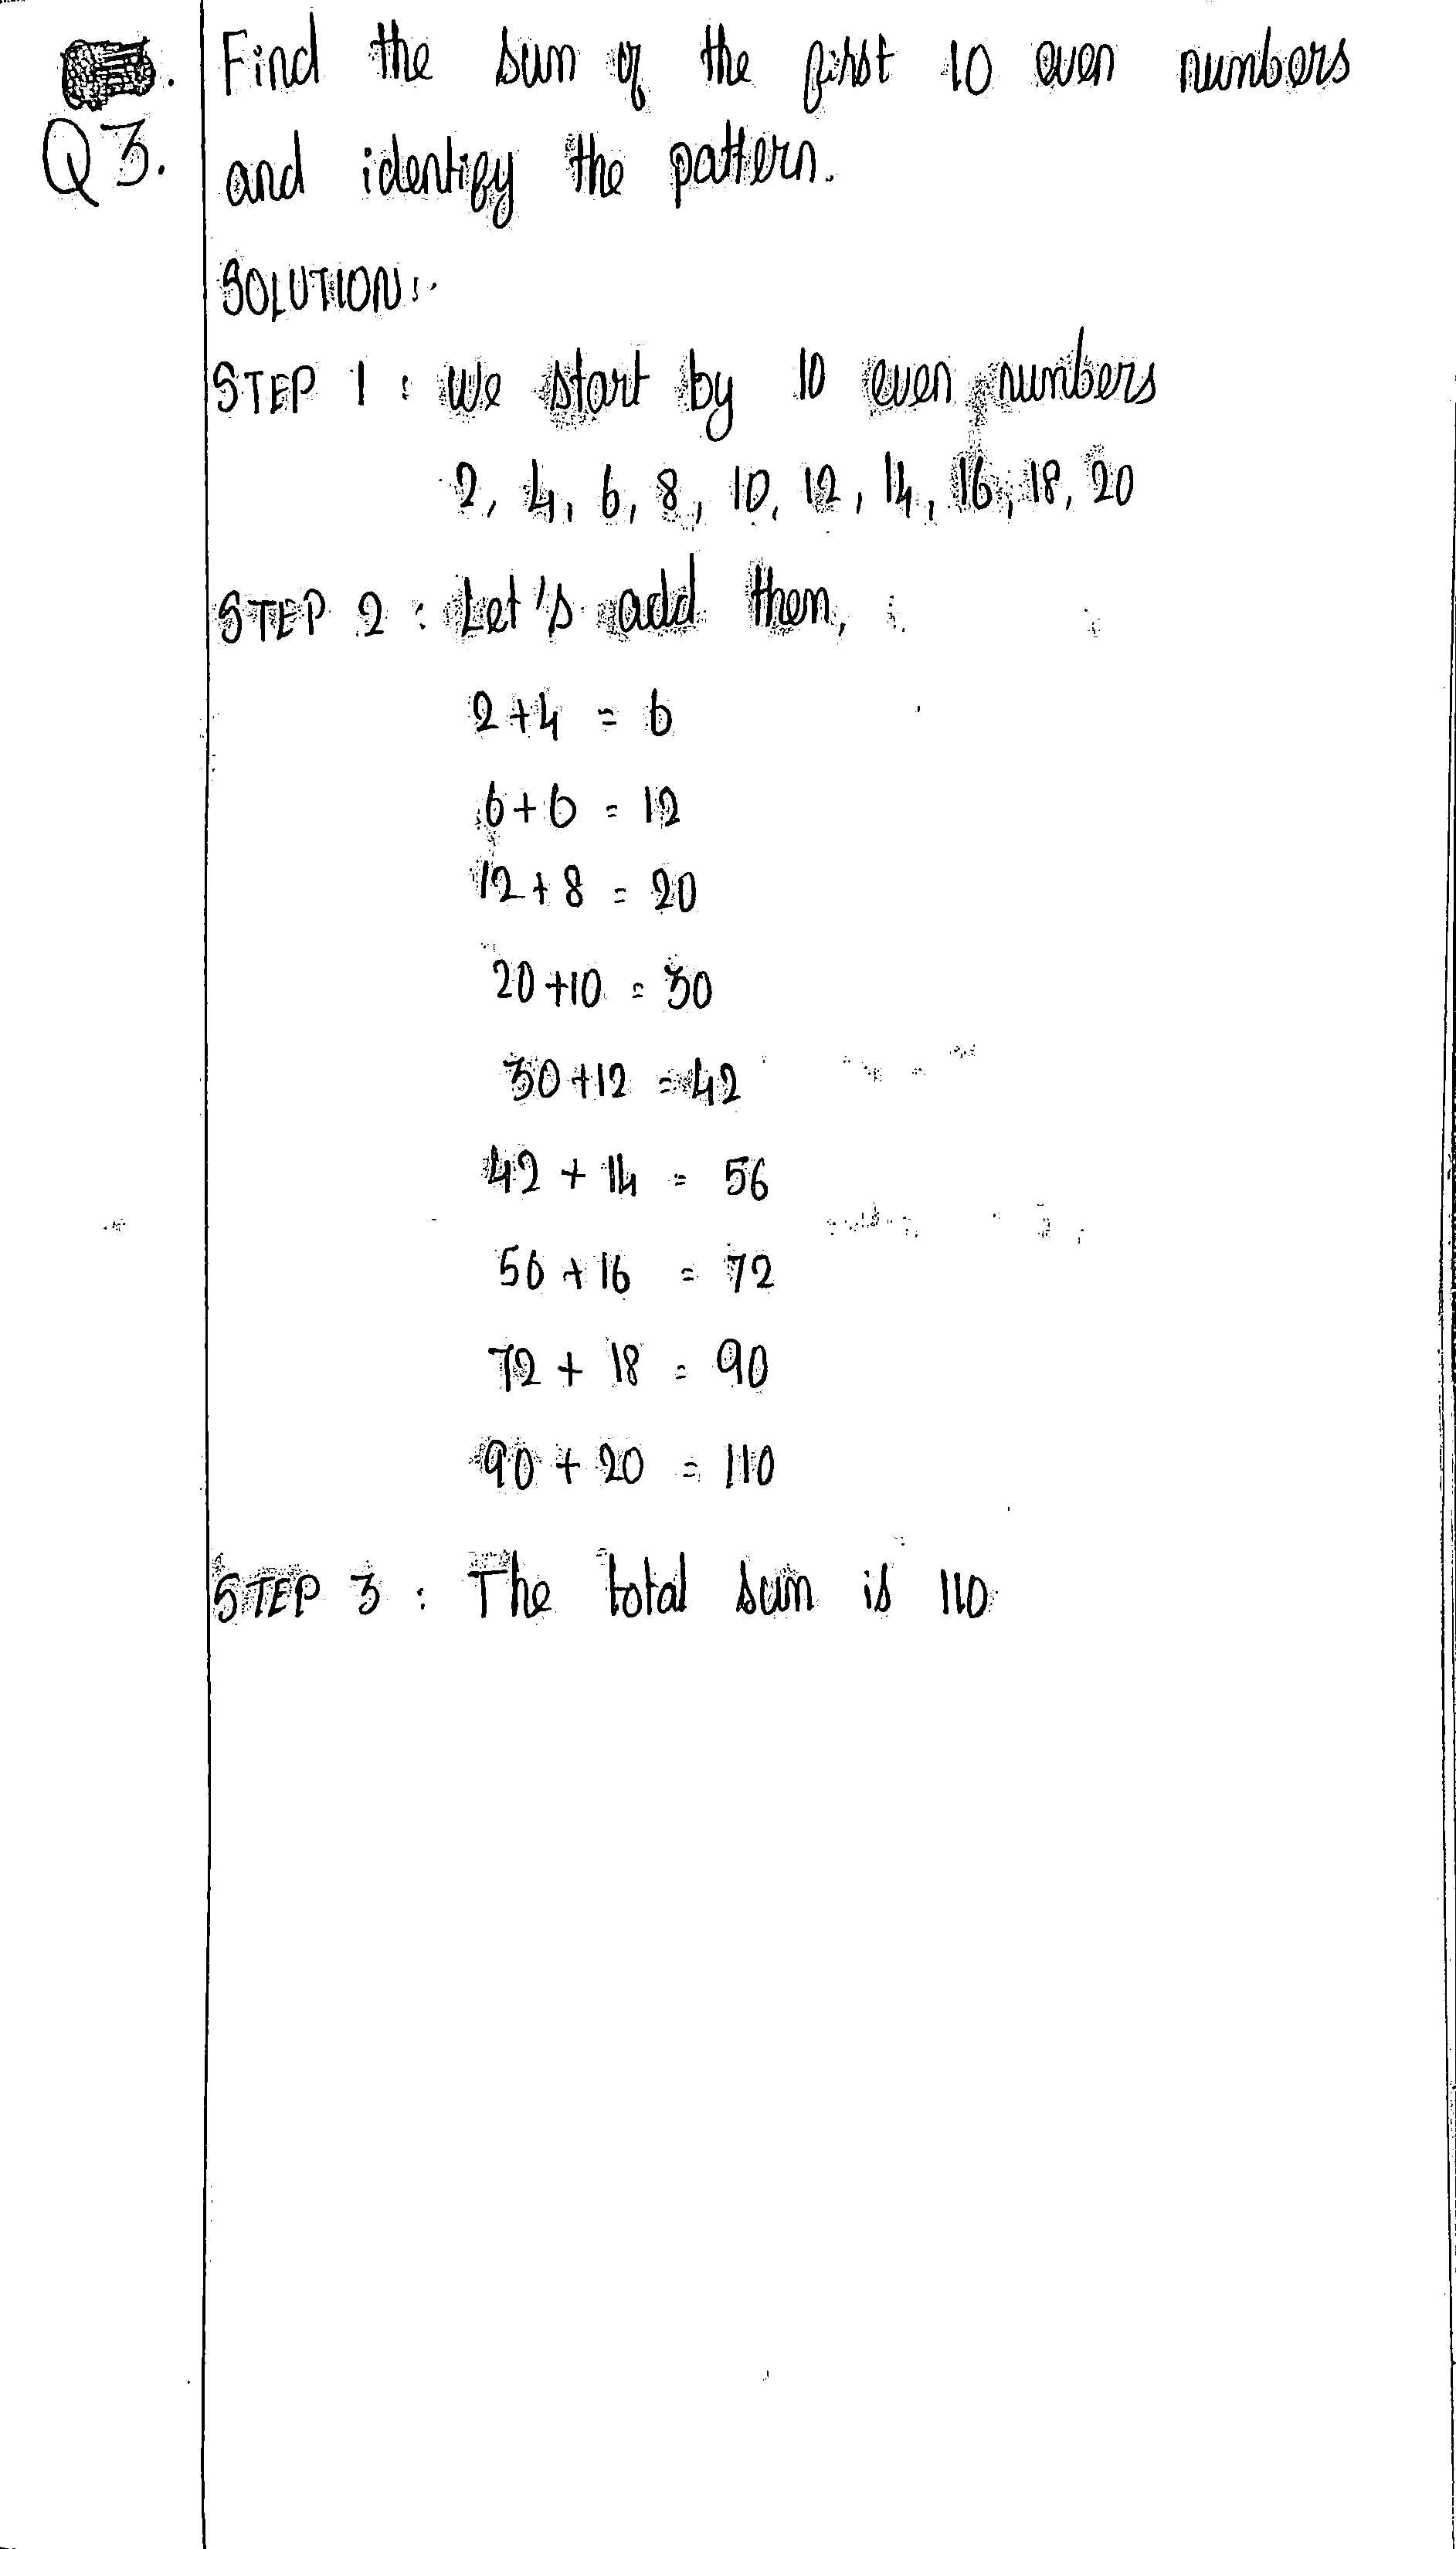 Find the sum of the first 10 even numbers
Q3. and identify the pattern.
SOLUTION:-
STEP 1 : We start by 10 even numbers
2, 4, 6, 8, 10, 12, 14, 16, 18, 20
STEP 2 : Let's add them,
2+4 = 6
6+6 = 12
12+8 = 20
20+10 = 30
30+12 = 42
42 + 14 = 56
56 + 16 = 72
72 + 18 = 90
90 + 20 = 110
STEP 3 : The total sum is 110